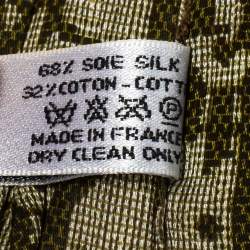 68% SOIE SILK
32% COTON - COTT
MADE IN FRANCE
DRY CLEAN ONLY